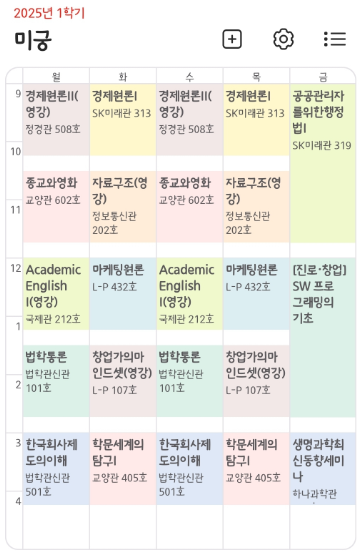 2025년 1학기
미궁
월 화 수 목 금
9
경제원론II(
영강)
정경관 508호
경제원론I
SK미래관 313
경제원론II(
영강)
정경관 508호
경제원론I
SK미래관 313
공공관리자
를위한행정
법I
SK미래관 319
10
종교와영화
교양관 602호
자료구조(영
강)
정보통신관
202호
종교와영화
교양관 602호
자료구조(영
강)
정보통신관
202호
11
12
Academic
English
I(영강)
국제관 212호
마케팅원론
L-P 432호
Academic
English
I(영강)
국제관 212호
마케팅원론
L-P 432호
[진로·창업]
SW 프로
그래밍의
기초
1
법학통론
법학관신관
101호
창업가의마
인드셋(영강)
L-P 107호
법학통론
법학관신관
101호
창업가의마
인드셋(영강)
L-P 107호
2
3
한국회사제
도의이해
법학관신관
501호
학문세계의
탐구I
교양관 405호
한국회사제
도의이해
법학관신관
501호
학문세계의
탐구I
교양관 405호
생명과학최
신동향세미
나
하나과학관
4